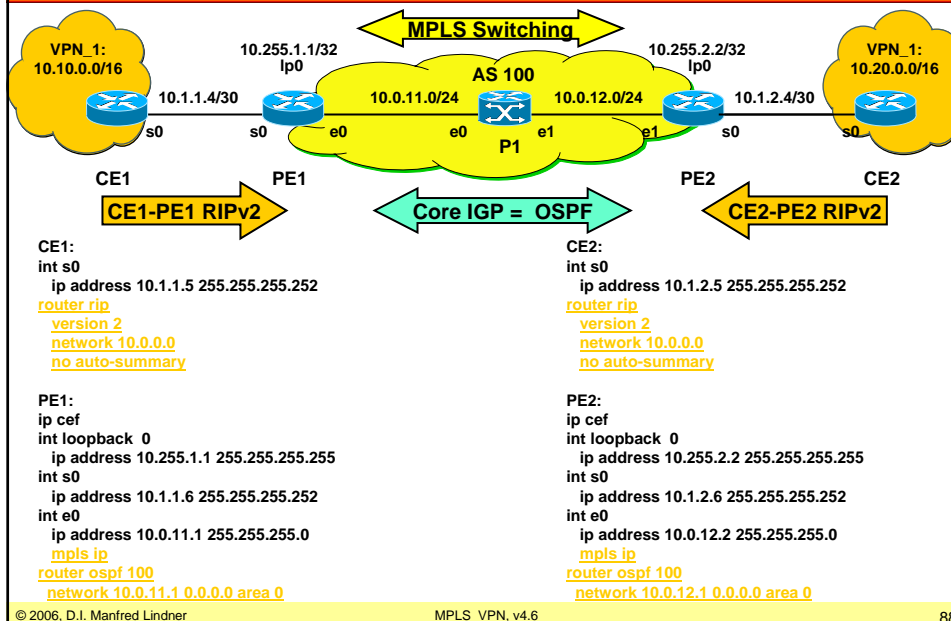 MPLS Switching
VPN_1:
10.10.0.0/16
10.255.1.1/32
lp0
AS 100
10.255.2.2/32
lp0
VPN_1:
10.20.0.0/16
10.1.1.4/30
10.0.11.0/24
10.0.12.0/24
10.1.2.4/30
s0
s0
e0
e0
e1
e1
s0
s0
P1
CE1
PE1
PE2
CE2
CE1-PE1 RIPv2
Core IGP = OSPF
CE2-PE2 RIPv2
CE1:
int s0
ip address 10.1.1.5 255.255.255.252
router rip
version 2
network 10.0.0.0
no auto-summary
PE1:
ip cef
int loopback 0
ip address 10.255.1.1 255.255.255.255
int s0
ip address 10.1.1.6 255.255.255.252
int e0
ip address 10.0.11.1 255.255.255.0
mpls ip
router ospf 100
network 10.0.11.1 0.0.0.0 area 0
CE2:
int s0
ip address 10.1.2.5 255.255.255.252
router rip
version 2
network 10.0.0.0
no auto-summary
PE2:
ip cef
int loopback 0
ip address 10.255.2.2 255.255.255.255
int s0
ip address 10.1.2.6 255.255.255.252
int e0
ip address 10.0.12.2 255.255.255.0
mpls ip
router ospf 100
network 10.0.12.1 0.0.0.0 area 0
© 2006, D.I. Manfred Lindner
MPLS_VPN, v4.6